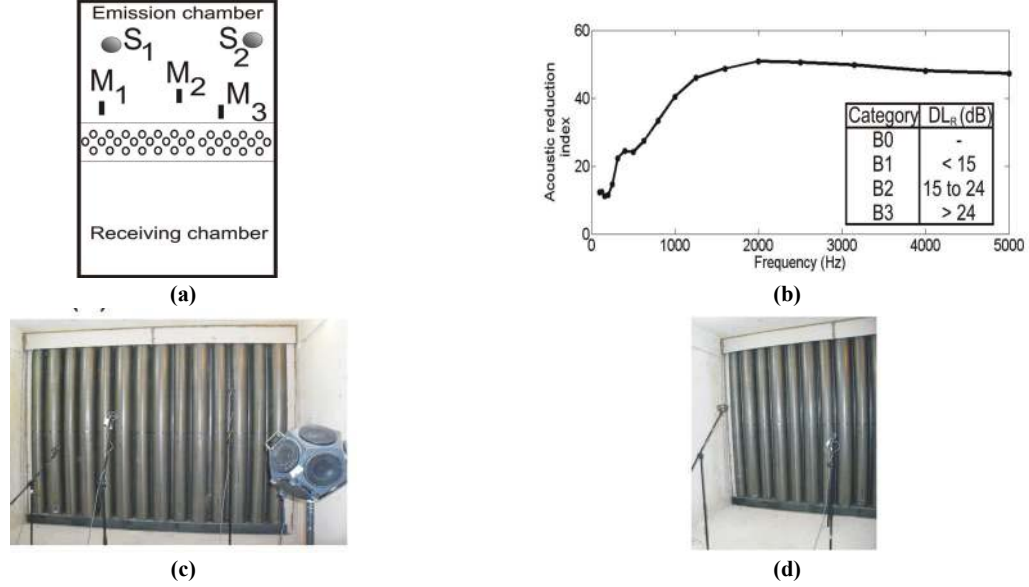 Emission chamber
S1 S2
M1 M2 M3
Receiving chamber
(a)
Acoustic reduction
index
60
40
20
0
0 1000 2000 3000 4000 5000
Frequency (Hz)
Category DLR (dB)
B0 -
B1 < 15
B2 15 to 24
B3 > 24
(b)
(c)
(d)